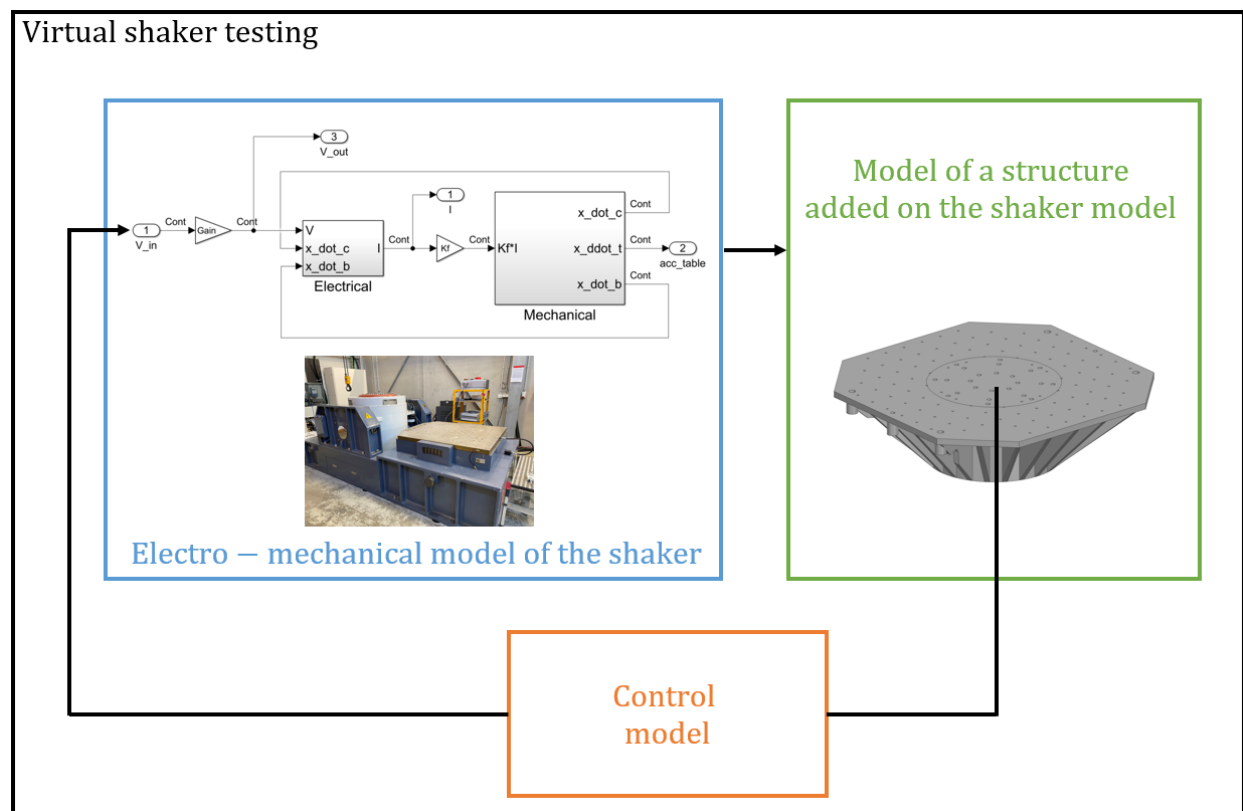 Virtual shaker testing
3
V_out
1
I
Cont
Cont
Cont
1
V_in
Gain
V
x_dot_c
x_dot_b
I
Electrical
Cont
Kf
Cont
Kf*I
x_dot_c
x_ddot_t
x_dot_b
Mechanical
Cont
Cont
2
acc_table
Electro – mechanical model of the shaker
Model of a structure
added on the shaker model
Control
model